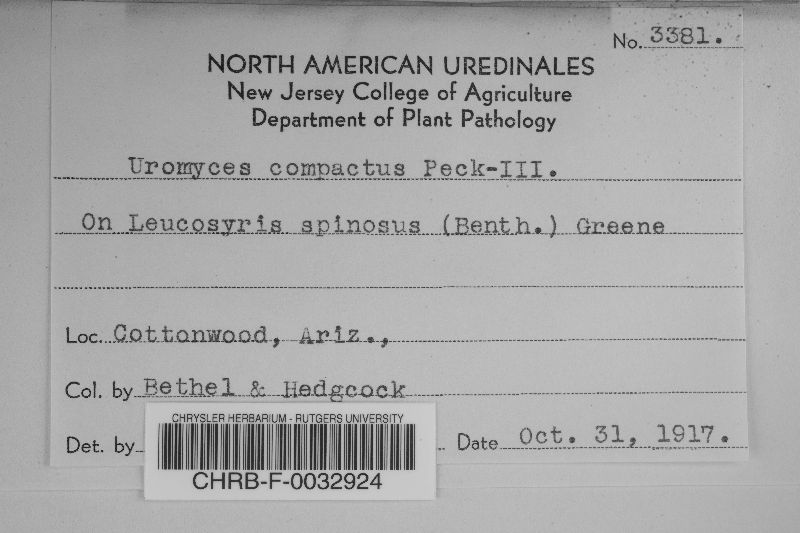 No. 3381.
NORTH AMERICAN UREDINALES
New Jersey College of Agriculture
Department of Plant Pathology
Uromyces compactus Peck-III.
On Leucosyris spinosus (Benth.) Greene
Loc. Cottonwood, Ariz.,
Col. by Bethel & Hedgcock
Det. by Date Oct. 31, 1917.
CHRYSLER HERBARIUM - RUTGERS UNIVERSITY
CHRB-F-0032924